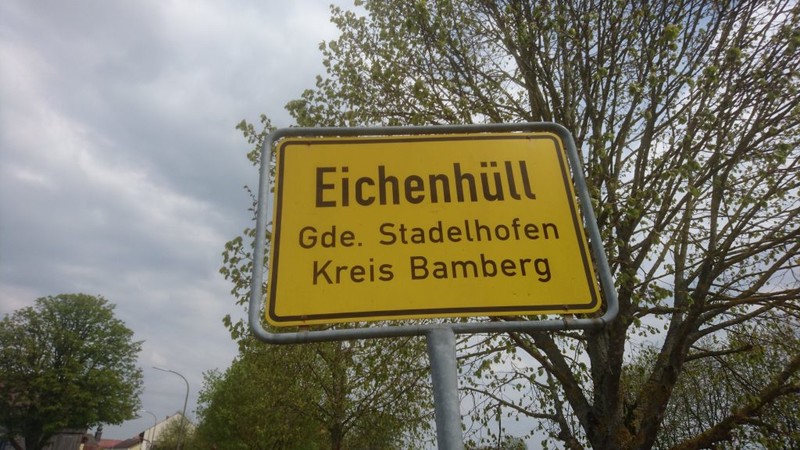 Eichenhüll
Gde. Stadelhofen
Kreis Bamberg